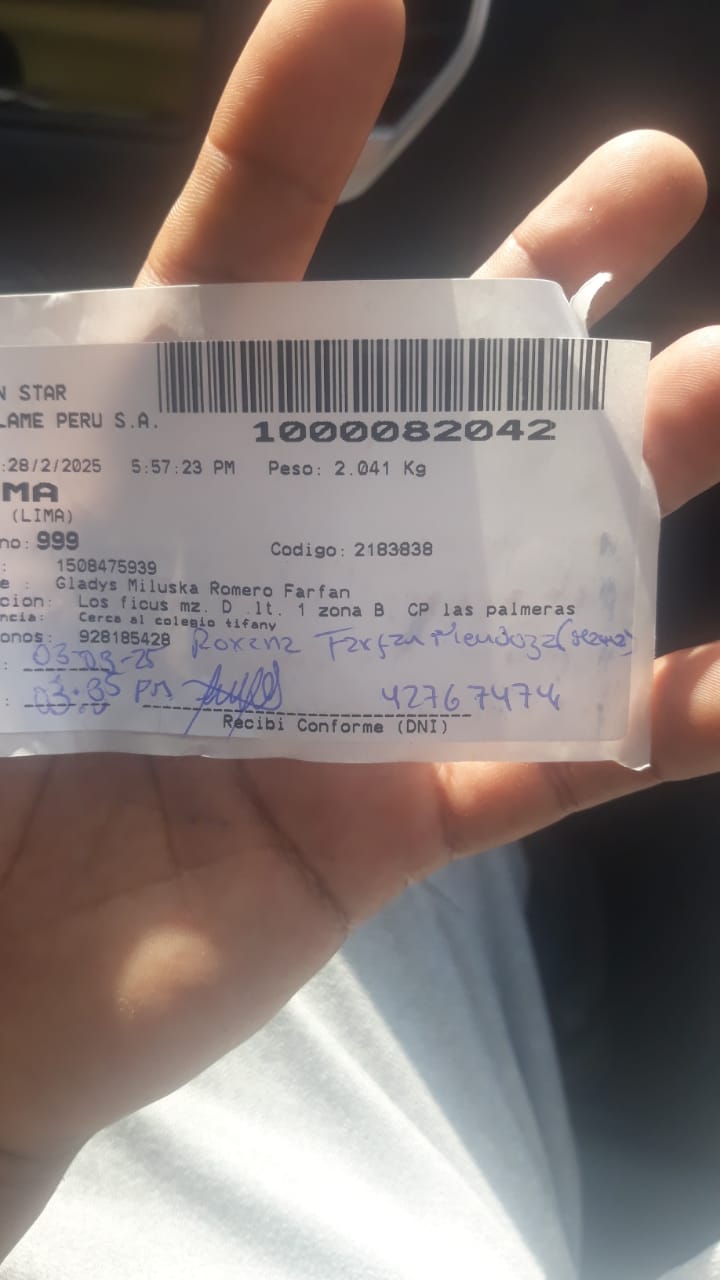 N STAR
LAME PERU S.A.
1000082042
:28/2/2025 5:57:23 PM Peso: 2.041 Kg
MA
(LIMA)
no: 999 Codigo: 2183838
: 1508475939
e : Gladys Miluska Romero Farfan
cion: Los ficus mz. D .lt. 1 zona B CP las palmeras
ncia: Cerca al colegio tifany
onos: 928185428 Roxana Farfan Mendoza
: 03-03-25
: 03:35 PM 42767474
Recibi Conforme (DNI)